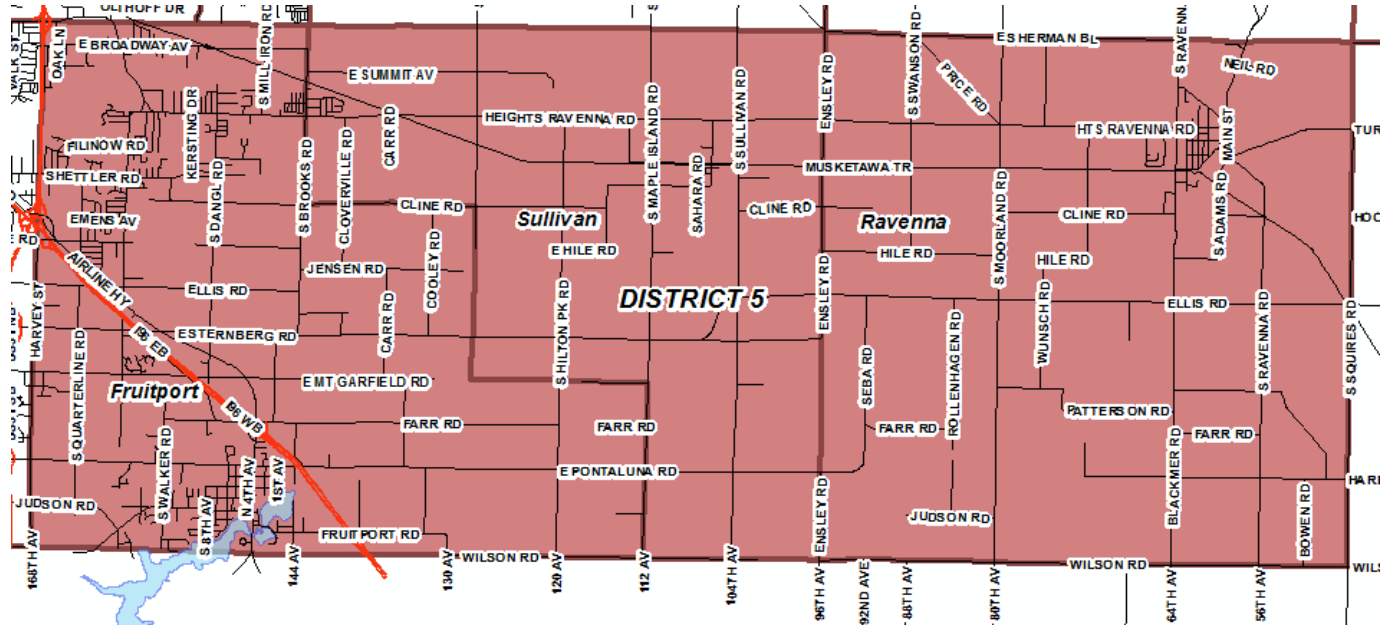 OLTHOFF DR
E BROADWAY AV
OAK LN
S MILL IRON RD
E SUMMIT AV
S MAPLE ISLAND RD
S SULLIVAN RD
ENSLEY RD
S SWANSON RD
PRICE RD
E SHERMAN BL
S RAVENN
NEIL RD
KERSTING DR
CARR RD
HEIGHTS RAVENNA RD
HTS RAVENNA RD
MAIN ST
TUR
FILINOW RD
SHETTLER RD
S DANGL RD
S BROOKS RD
CLOVERVILLE RD
SAHARA RD
MUSKETAWA TR
S MOORLAND RD
S ADAMS RD
EMENS AV
CLINE RD
Sullivan
CLINE RD
Ravenna
CLINE RD
HOC
E RD
E HILE RD
HILE RD
HILE RD
AIRLINE HY
JENSEN RD
COOLEY RD
ELLIS RD
DISTRICT 5
ENSLEY RD
ELLIS RD
HARVEY ST
I96 EB
E STERNBERG RD
CARR RD
S HILTON PK RD
WUNSCH RD
S RAVENNA RD
S SQUIRES RD
S QUARTERLINE RD
Fruitport
E MT GARFIELD RD
SEBA RD
ROLLENHAGEN RD
PATTERSON RD
I96 WB
FARR RD
FARR RD
FARR RD
FARR RD
S WALKER RD
E PONTALUNA RD
BLACKMER RD
HARD
JUDSON RD
S 8TH AV
N 4TH AV
1ST AV
FRUITPORT RD
ENSLEY RD
JUDSON RD
BOWEN RD
WILSON RD
WILSON RD
WILS
168TH AV
144 AV
130 AV
120 AV
112 AV
104TH AV
96TH AV
92ND AVE
88TH AV
80TH AV
64TH AV
56TH AV